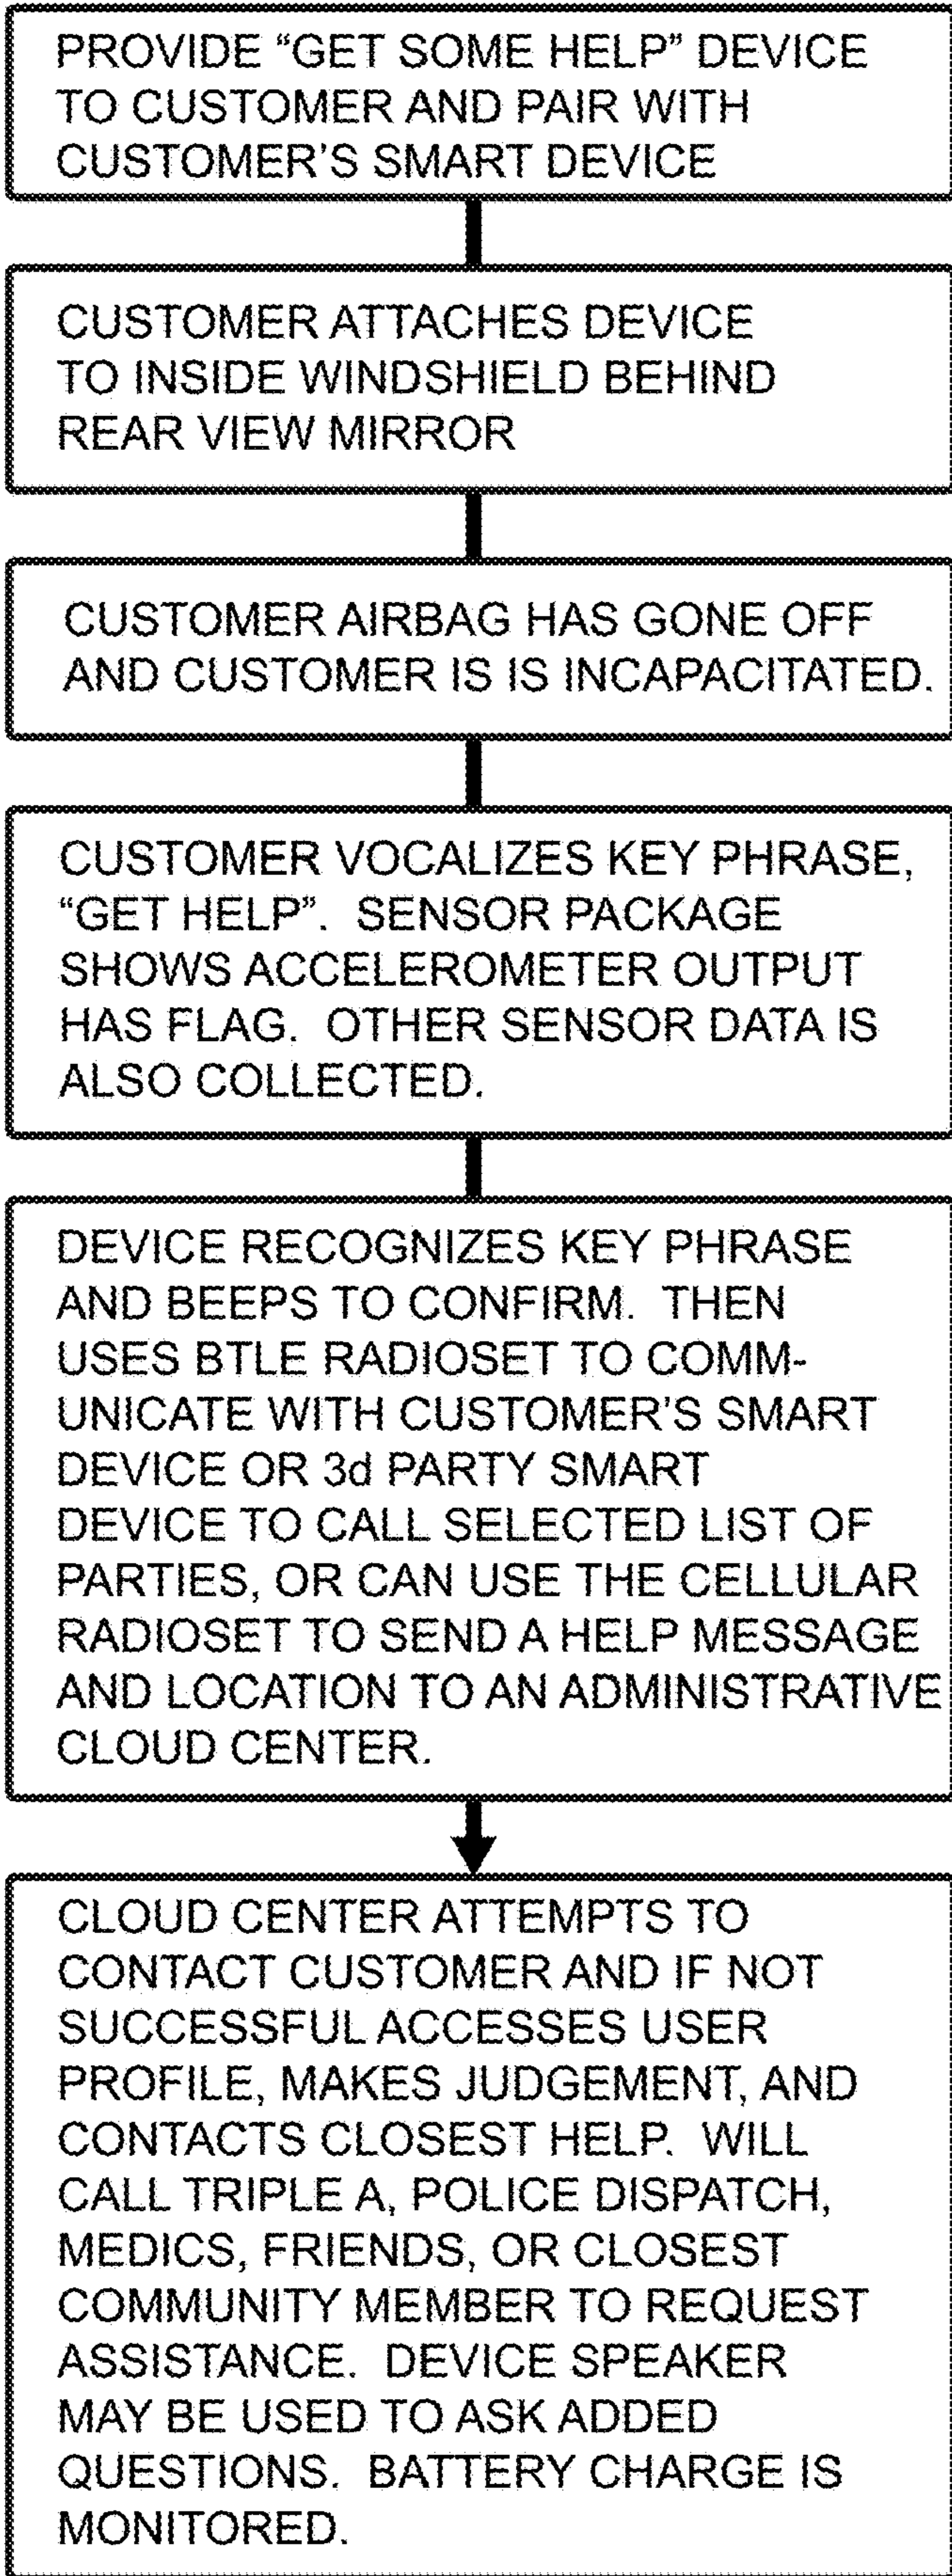 PROVIDE “GET SOME HELP” DEVICE
TO CUSTOMER AND PAIR WITH
CUSTOMER’S SMART DEVICE
CUSTOMER ATTACHES DEVICE
TO INSIDE WINDSHIELD BEHIND
REAR VIEW MIRROR
CUSTOMER AIRBAG HAS GONE OFF
AND CUSTOMER IS IS INCAPACITATED.
CUSTOMER VOCALIZES KEY PHRASE,
“GET HELP”. SENSOR PACKAGE
SHOWS ACCELEROMETER OUTPUT
HAS FLAG. OTHER SENSOR DATA IS
ALSO COLLECTED.
DEVICE RECOGNIZES KEY PHRASE
AND BEEPS TO CONFIRM. THEN
USES BTLE RADIOSET TO COMM-
UNICATE WITH CUSTOMER’S SMART
DEVICE OR 3d PARTY SMART
DEVICE TO CALL SELECTED LIST OF
PARTIES, OR CAN USE THE CELLULAR
RADIOSET TO SEND A HELP MESSAGE
AND LOCATION TO AN ADMINISTRATIVE
CLOUD CENTER.
CLOUD CENTER ATTEMPTS TO
CONTACT CUSTOMER AND IF NOT
SUCCESSFUL ACCESSES USER
PROFILE, MAKES JUDGEMENT, AND
CONTACTS CLOSEST HELP. WILL
CALL TRIPLE A, POLICE DISPATCH,
MEDICS, FRIENDS, OR CLOSEST
COMMUNITY MEMBER TO REQUEST
ASSISTANCE. DEVICE SPEAKER
MAY BE USED TO ASK ADDED
QUESTIONS. BATTERY CHARGE IS
MONITORED.